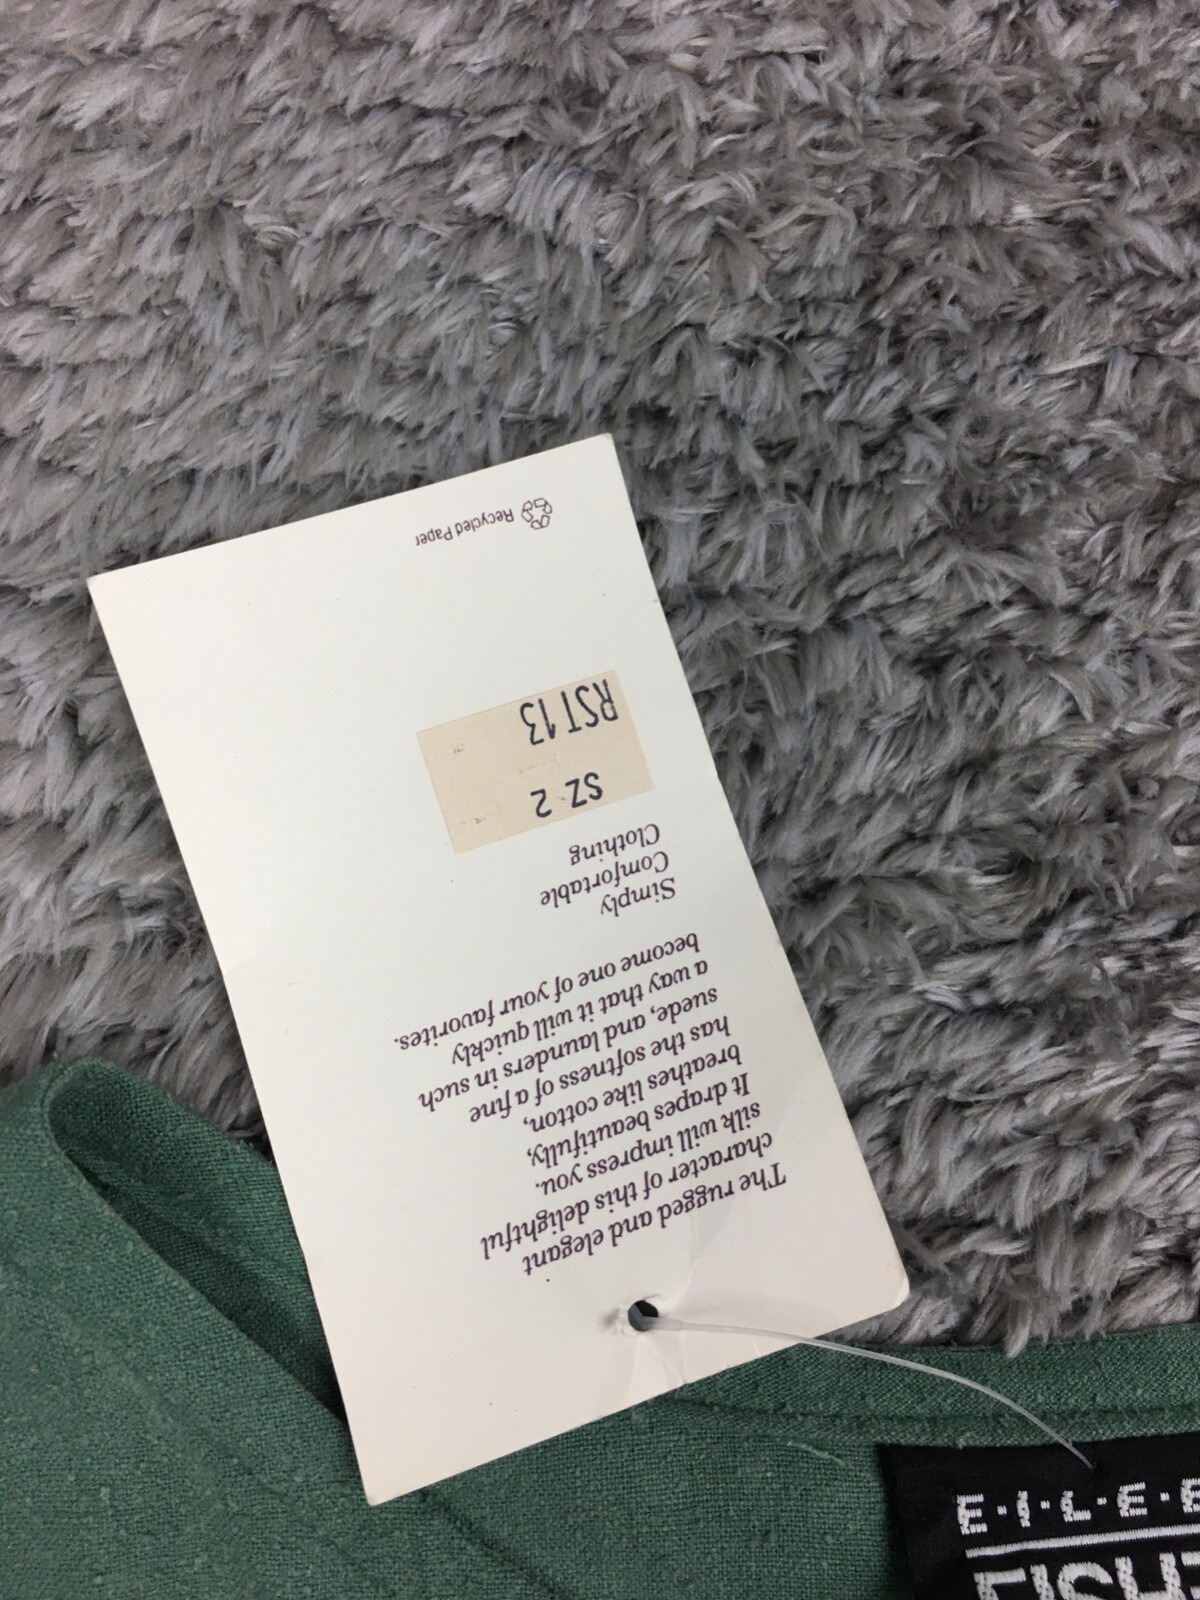 The rugged and elegant
character of this delightful
silk will impress you.
It drapes beautifully,
breathes like cotton,
has the softness of a fine
suede, and launders in such
a way that it will quickly
become one of your favorites.
Simply
Comfortable
Clothing
SZ 2
RST13
Recycled Paper
E·I·L·E·E
FISH